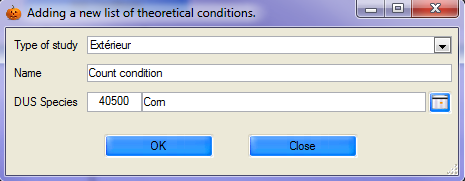 Adding a new list of theoretical conditions.
Type of study Extérieur
Name Count condition
DUS Species 40500 Corn
OK Close